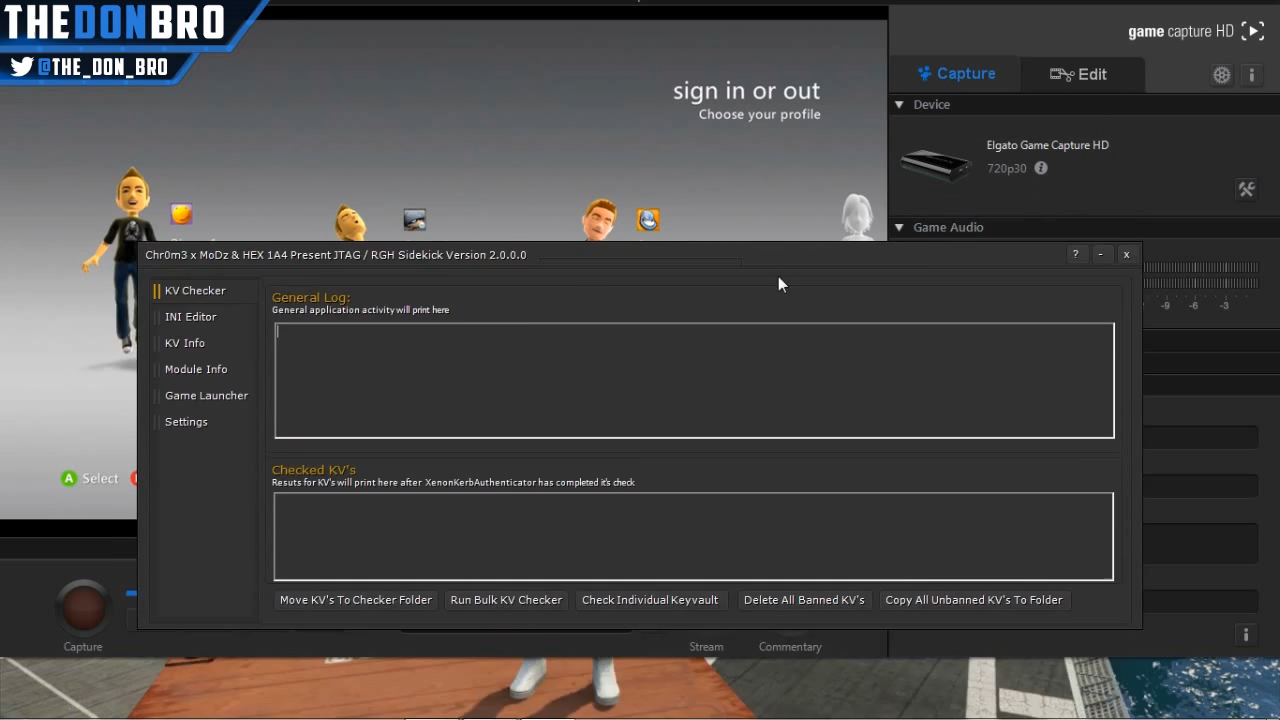 THEDONBRO
@THE_DON_BRO
sign in or out
Choose your profile
game capture HD
Capture
Edit
Device
Elgato Game Capture HD
720p30
Game Audio
-9 -6 -3
Chr0m3 x MoDz & HEX 1A4 Present JTAG / RGH Sidekick Version 2.0.0.0
? - x
KV Checker
INI Editor
KV Info
Module Info
Game Launcher
Settings
General Log:
General application activity will print here
Checked KV's
Resuts for KV's will print here after XenonKerbAuthenticator has completed it's check
Move KV's To Checker Folder
Run Bulk KV Checker
Check Individual Keyvault
Delete All Banned KV's
Copy All Unbanned KV's To Folder
A Select
Capture
Stream
Commentary